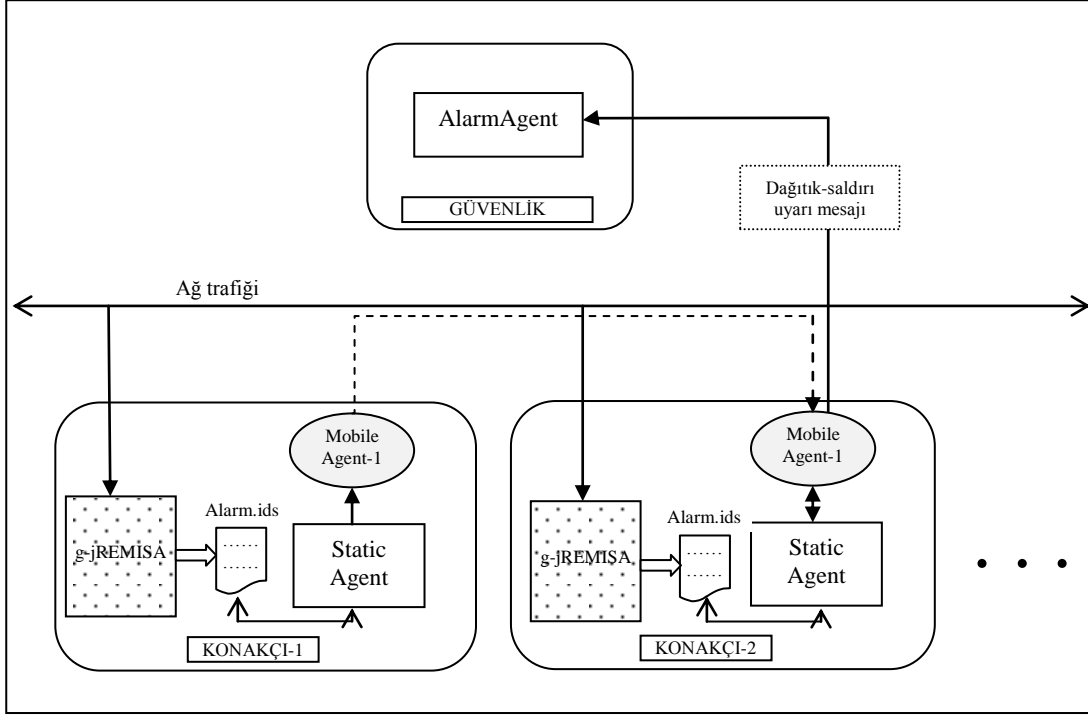 AlarmAgent
GÜVENLİK
Dağıtık-saldırı
uyarı mesajı
Ağ trafiği
Mobile
Agent-1
Alarm.ids
g-jREMISA
Static
Agent
KONAKÇI-1
Mobile
Agent-1
Alarm.ids
g-jREMISA
Static
Agent
KONAKÇI-2